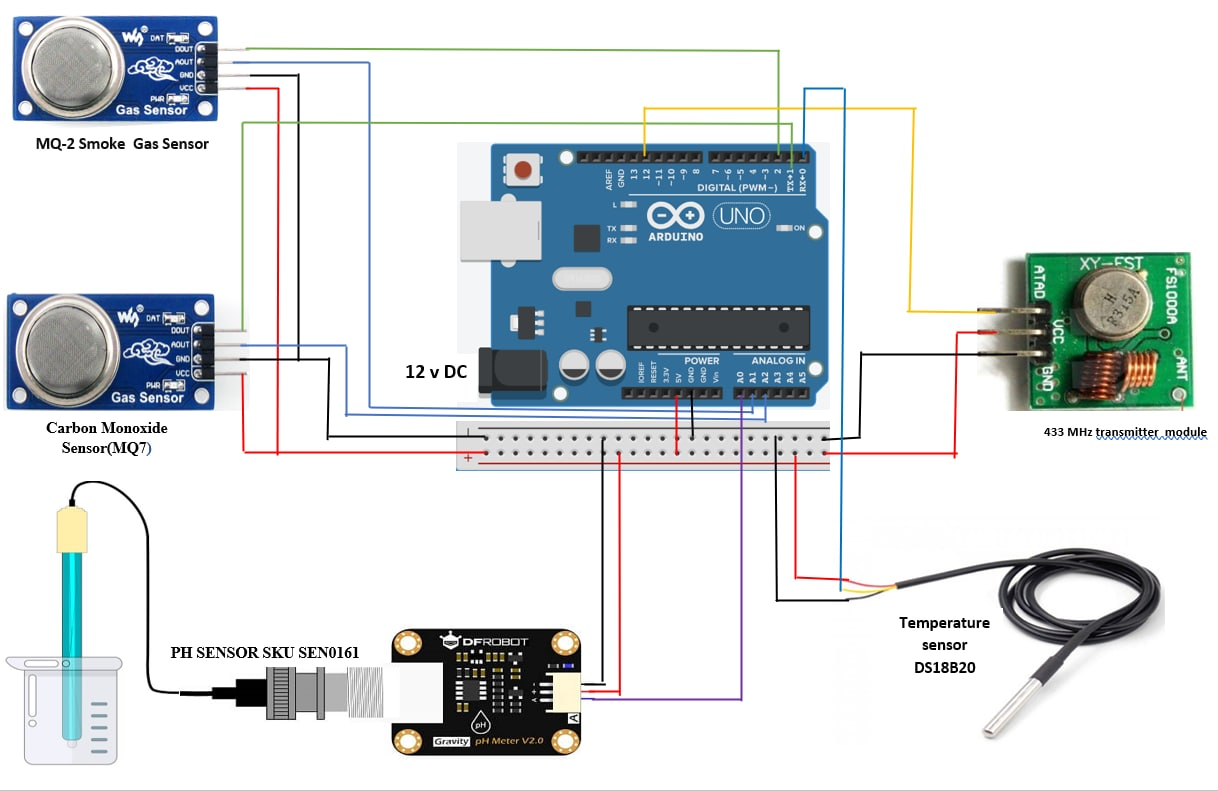 DAT
DOUT
AOUT
GND
VCC
PWR
Gas Sensor
MQ-2 Smoke Gas Sensor
DAT
DOUT
AOUT
GND
VCC
PWR
Gas Sensor
Carbon Monoxide
Sensor(MQ7)
12 v DC
AREF
GND
13
12
~11
~10
~9
8
7
~6
~5
4
~3
2
TX→1
RX←0
DIGITAL (PWM~)
L
TX
RX
ARDUINO
UNO
ON
POWER
ANALOG IN
IOREF
RESET
3.3V
5V
GND
GND
Vin
A0
A1
A2
A3
A4
A5
XY-FST
FS1000A
ATAD
VCC
GND
ANT
H
R315A
433 MHz transmitter module
PH SENSOR SKU SEN0161
DFROBOT
pH
Gravity pH Meter V2.0
- + A
A
Temperature
sensor
DS18B20